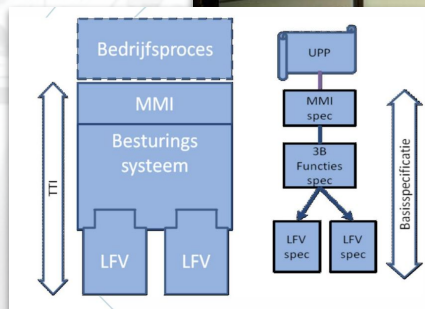 Bedrijfsproces
MMI
Besturings
systeem
LFV
LFV
TTI
UPP
MMI
spec
3B
Functies
spec
LFV
spec
LFV
spec
Basisspecificatie